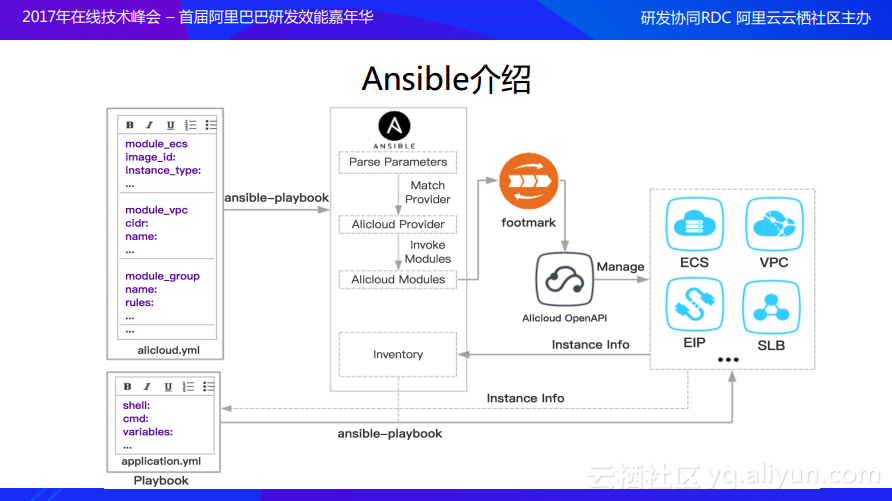 2017年在线技术峰会 – 首届阿里巴巴研发效能嘉年华
研发协同RDC 阿里云云栖社区主办
Ansible介绍
B I U
module_ecs
image_id:
instance_type:
...
module_vpc
cidr:
name:
...
module_group
name:
rules:
...
...
alicloud.yml
ansible-playbook
A
ANSIBLE
Parse Parameters
Match
Provider
Alicloud Provider
Invoke
Modules
Alicloud Modules
Inventory
footmark
Alicloud OpenAPI
Manage
ECS
VPC
EIP
SLB
...
Instance Info
Instance Info
ansible-playbook
B I U
shell:
cmd:
variables:
...
application.yml
Playbook
云栖社区 yq.aliyun.com